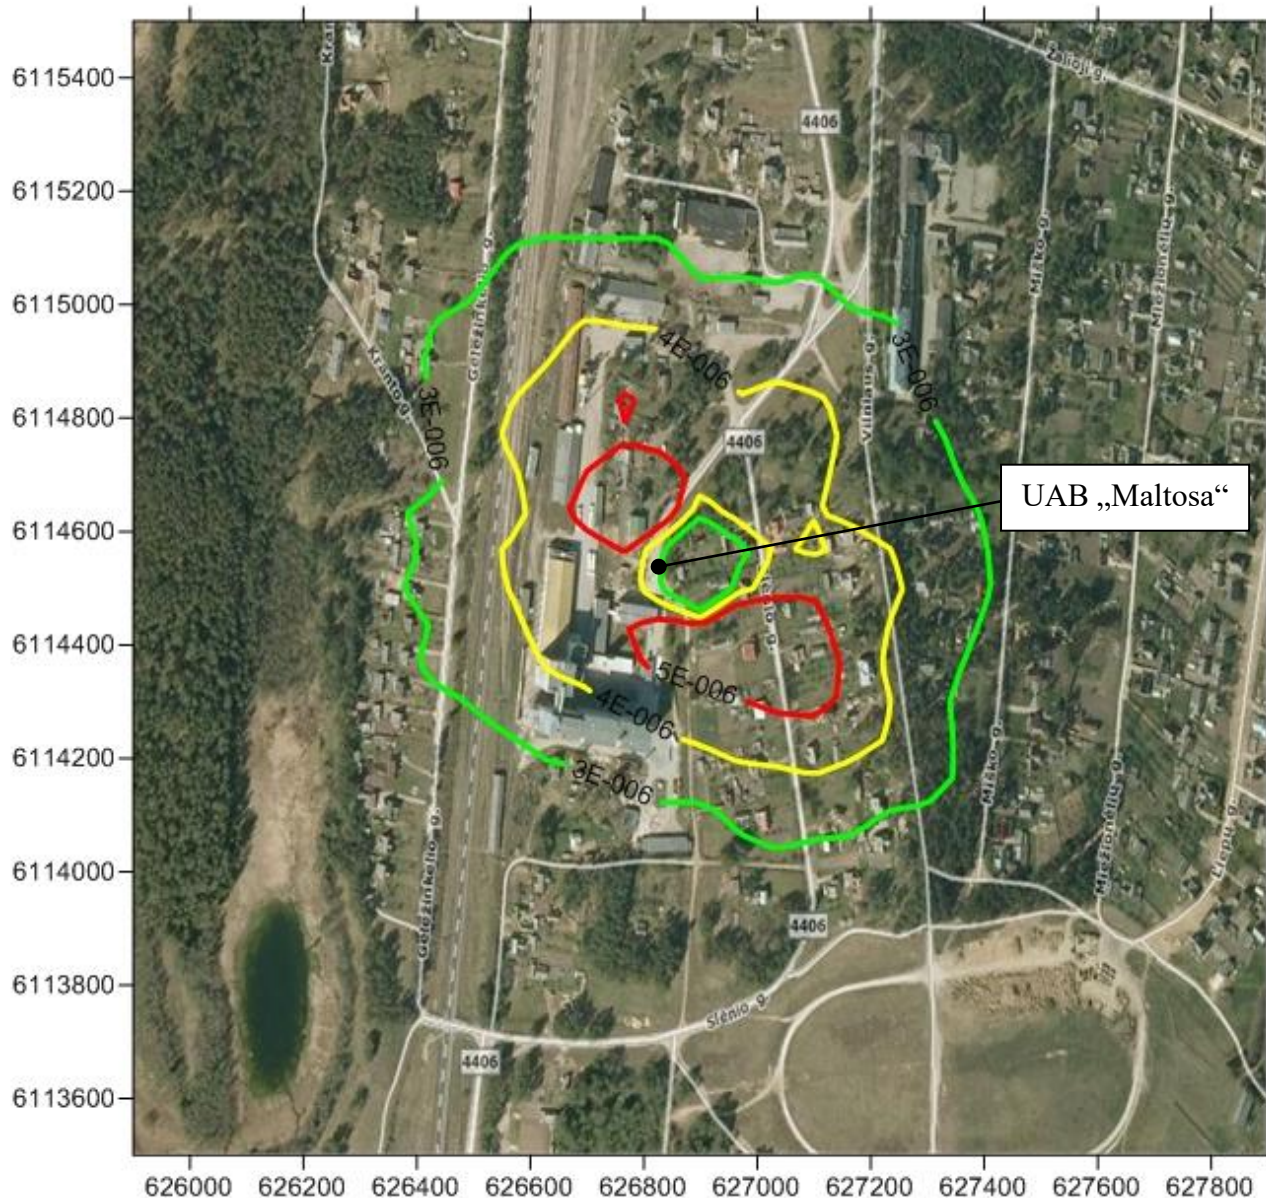 6115400
6115200
6115000
6114800
6114600
6114400
6114200
6114000
6113800
6113600
626000 626200 626400 626600 626800 627000 627200 627400 627600 627800
Žalioji g.
4406
Miško g.
Miežionėlių g.
Geležinkelio g.
Kranto g.
Vilniaus g.
3E-006
4E-006
3E-006
4406
UAB „Maltosa“
5E-006
4E-006
3E-006
Miško g.
Miežionėlių g.
Liepų g.
Geležinkelio g.
4406
Slėnio g.
4406